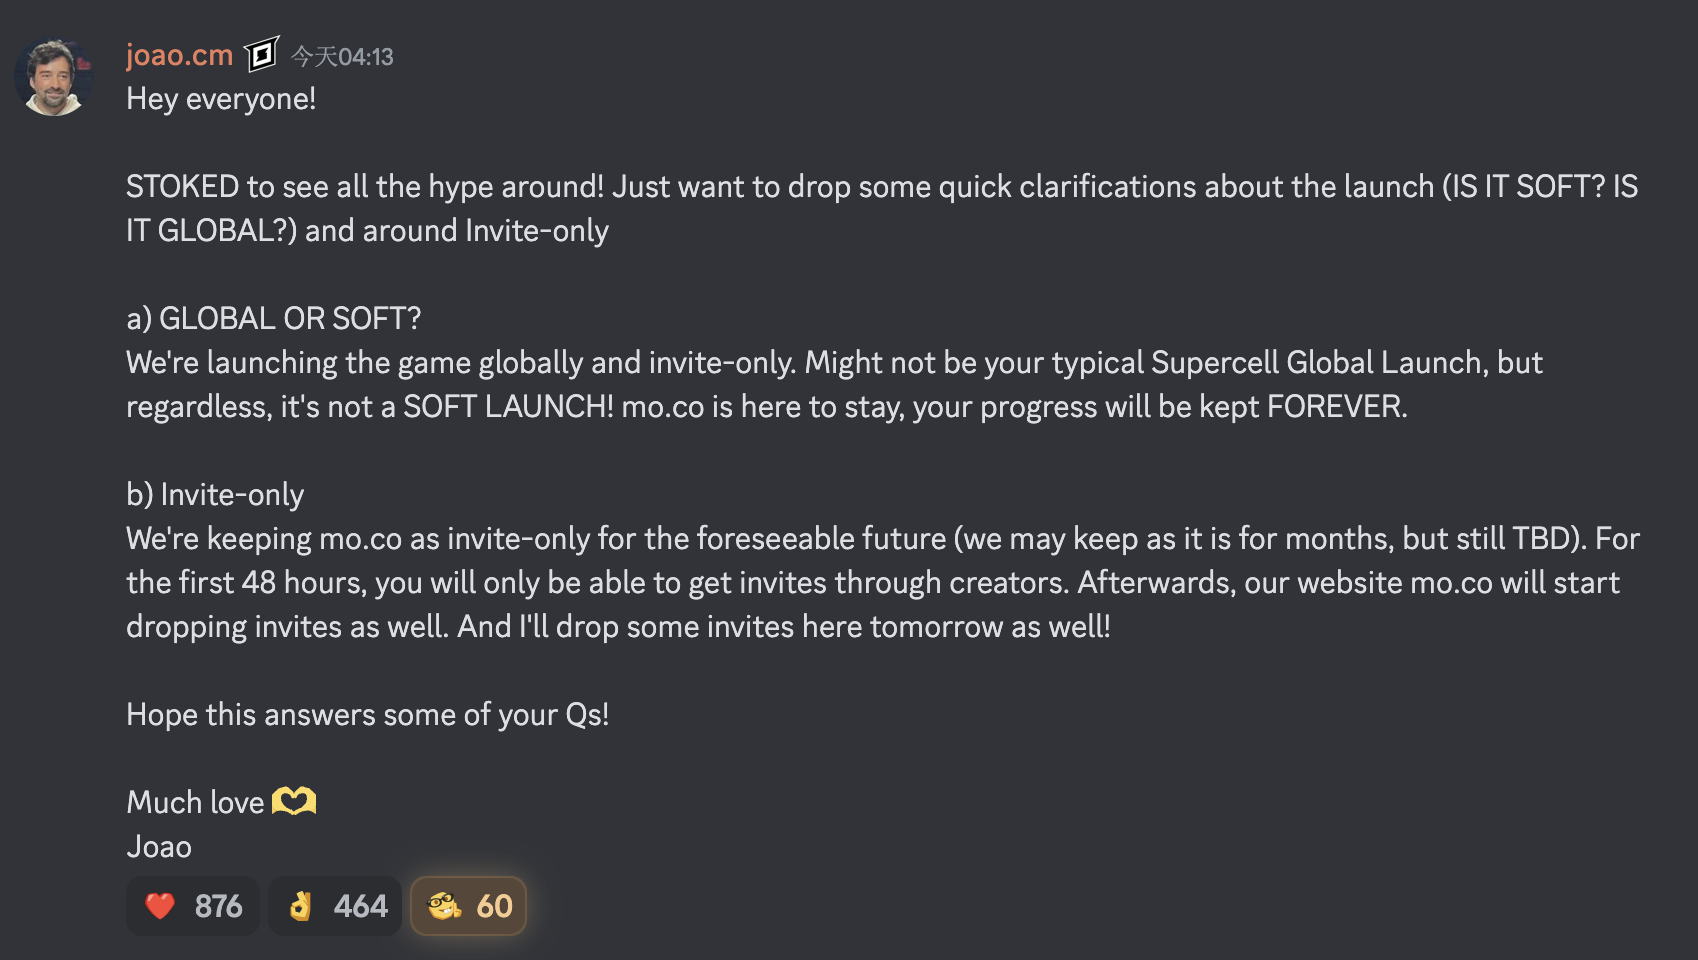 joao.cm 今天04:13
Hey everyone!
STOKED to see all the hype around! Just want to drop some quick clarifications about the launch (IS IT SOFT? IS
IT GLOBAL?) and around Invite-only
a) GLOBAL OR SOFT?
We're launching the game globally and invite-only. Might not be your typical Supercell Global Launch, but
regardless, it's not a SOFT LAUNCH! mo.co is here to stay, your progress will be kept FOREVER.
b) Invite-only
We're keeping mo.co as invite-only for the foreseeable future (we may keep as it is for months, but still TBD). For
the first 48 hours, you will only be able to get invites through creators. Afterwards, our website mo.co will start
dropping invites as well. And I'll drop some invites here tomorrow as well!
Hope this answers some of your Qs!
Much love 🫶
Joao
❤️ 876 👌 464 60